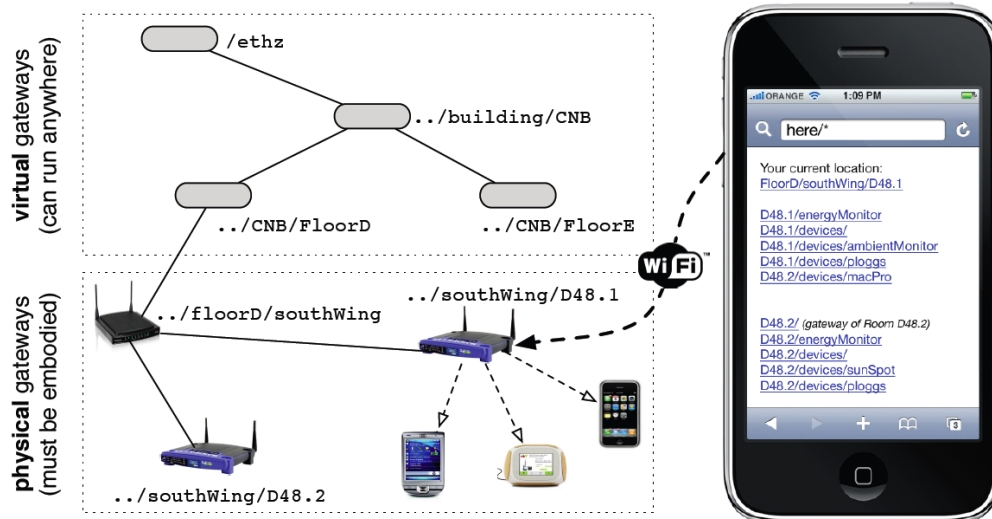 virtual gateways
(can run anywhere)
/ethz
../building/CNB
../CNB/FloorD
../CNB/FloorE
physical gateways
(must be embodied)
../floorD/southWing
../southWing/D48.1
../southWing/D48.2
WiFi™
ORANGE 1:09 PM
here/*
Your current location:
FloorD/southWing/D48.1
D48.1/energyMonitor
D48.1/devices/
D48.1/devices/ambientMonitor
D48.1/devices/ploggs
D48.2/devices/macPro
D48.2/ (gateway of Room D48.2)
D48.2/energyMonitor
D48.2/devices/
D48.2/devices/sunSpot
D48.2/devices/ploggs
3